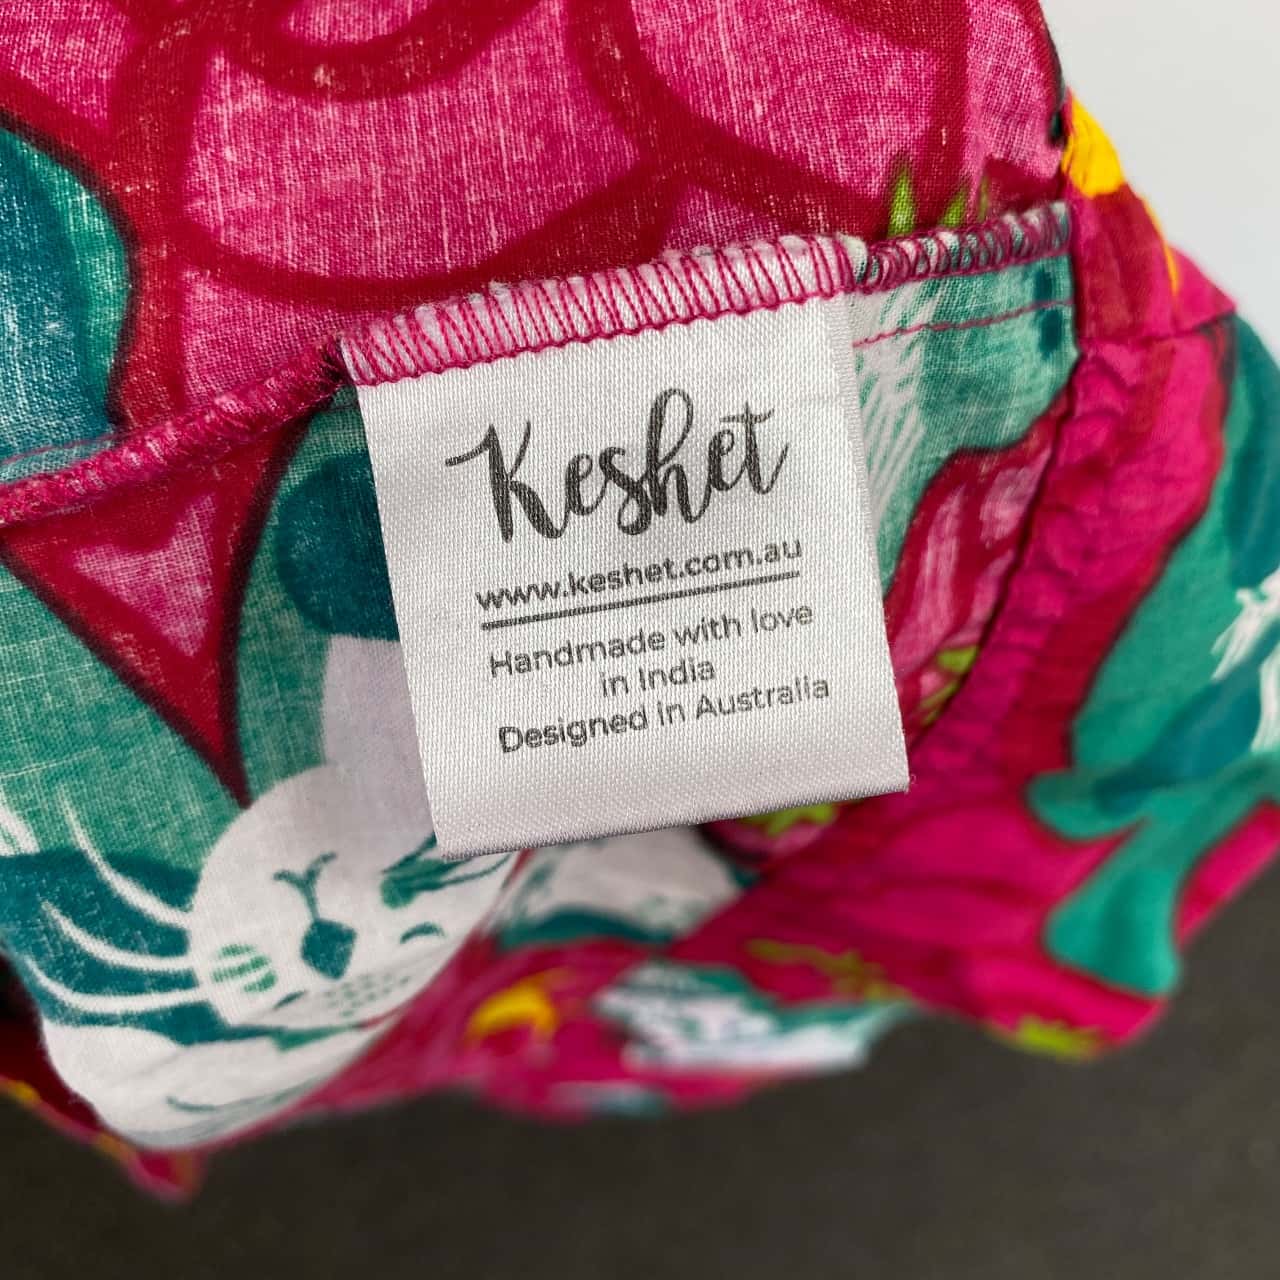 Keshet
www.keshet.com.au
Handmade with love
in India
Designed in Australia